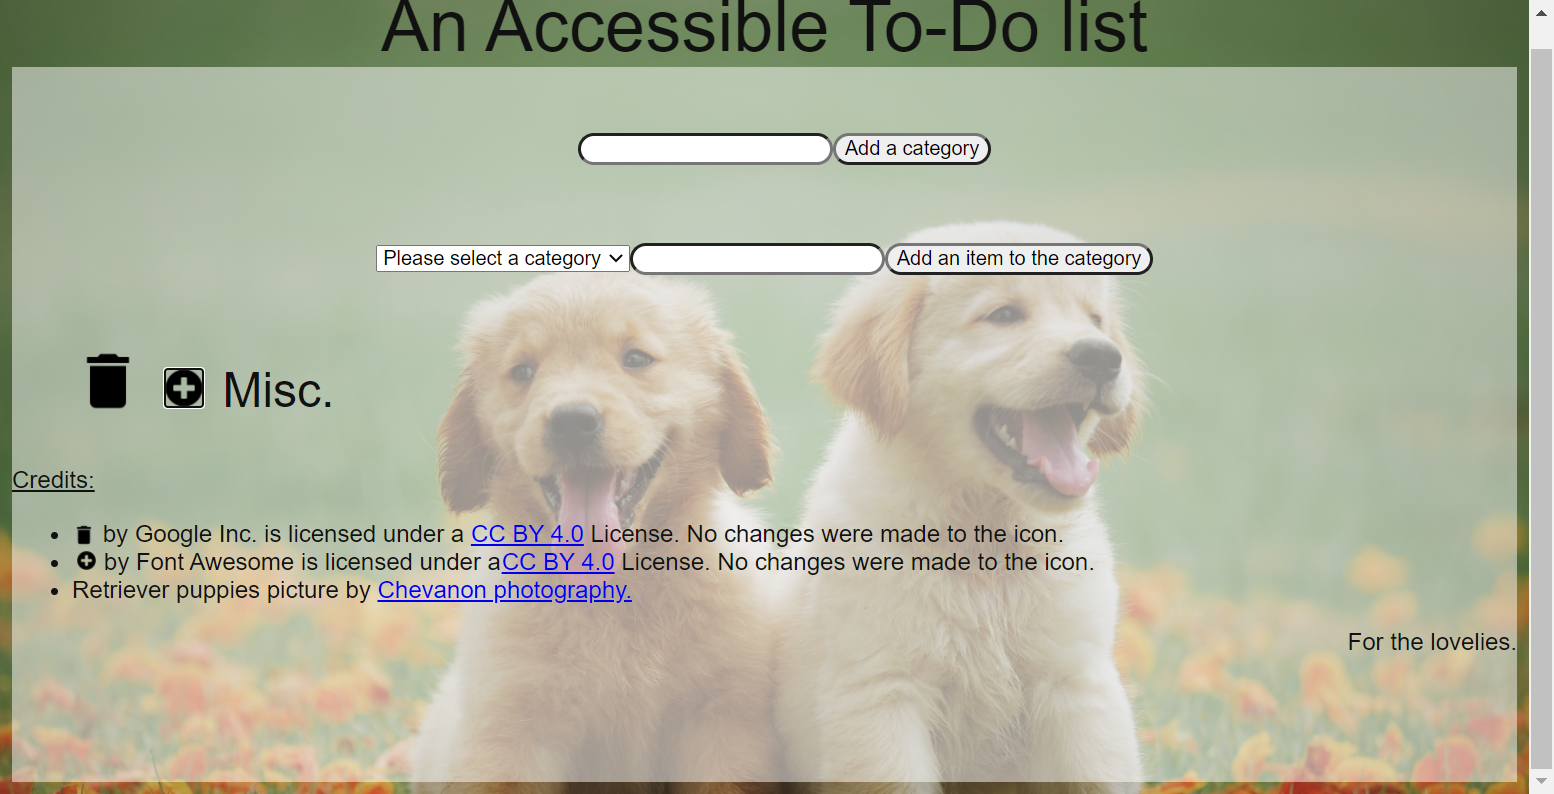 An Accessible To-Do list
Add a category
Please select a category Add an item to the category
Misc.
Credits:
by Google Inc. is licensed under a CC BY 4.0 License. No changes were made to the icon.
by Font Awesome is licensed under aCC BY 4.0 License. No changes were made to the icon.
Retriever puppies picture by Chevanon photography.
For the lovelies.